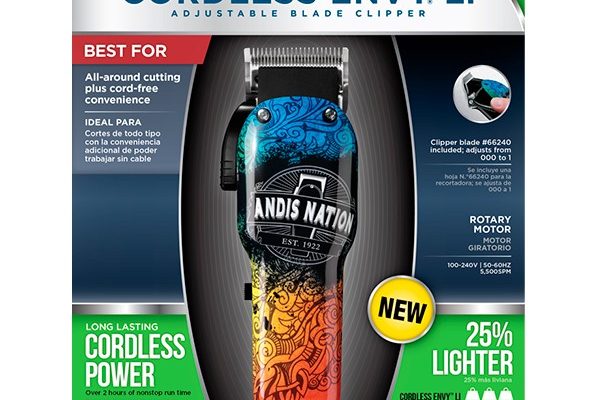 CORDLESS ENVY® LI
ADJUSTABLE BLADE CLIPPER
BEST FOR
All-around cutting
plus cord-free
convenience
IDEAL PARA
Cortes de todo tipo
con la conveniencia
adicional de poder
trabajar sin cable
Clipper blade #66240
included; adjusts from
000 to 1
Se incluye una
hoja N.°66240 para la
recortadora; se ajusta de
000 a 1
ROTARY
MOTOR
MOTOR
GIRATORIO
100-240V | 50-60HZ
5,500SPM
ANDIS NATION
EST. 1922
NEW
LONG LASTING
CORDLESS
POWER
Over 2 hours of nonstop run time
25%
LIGHTER
25% más liviana
CORDLESS ENVY™ LI